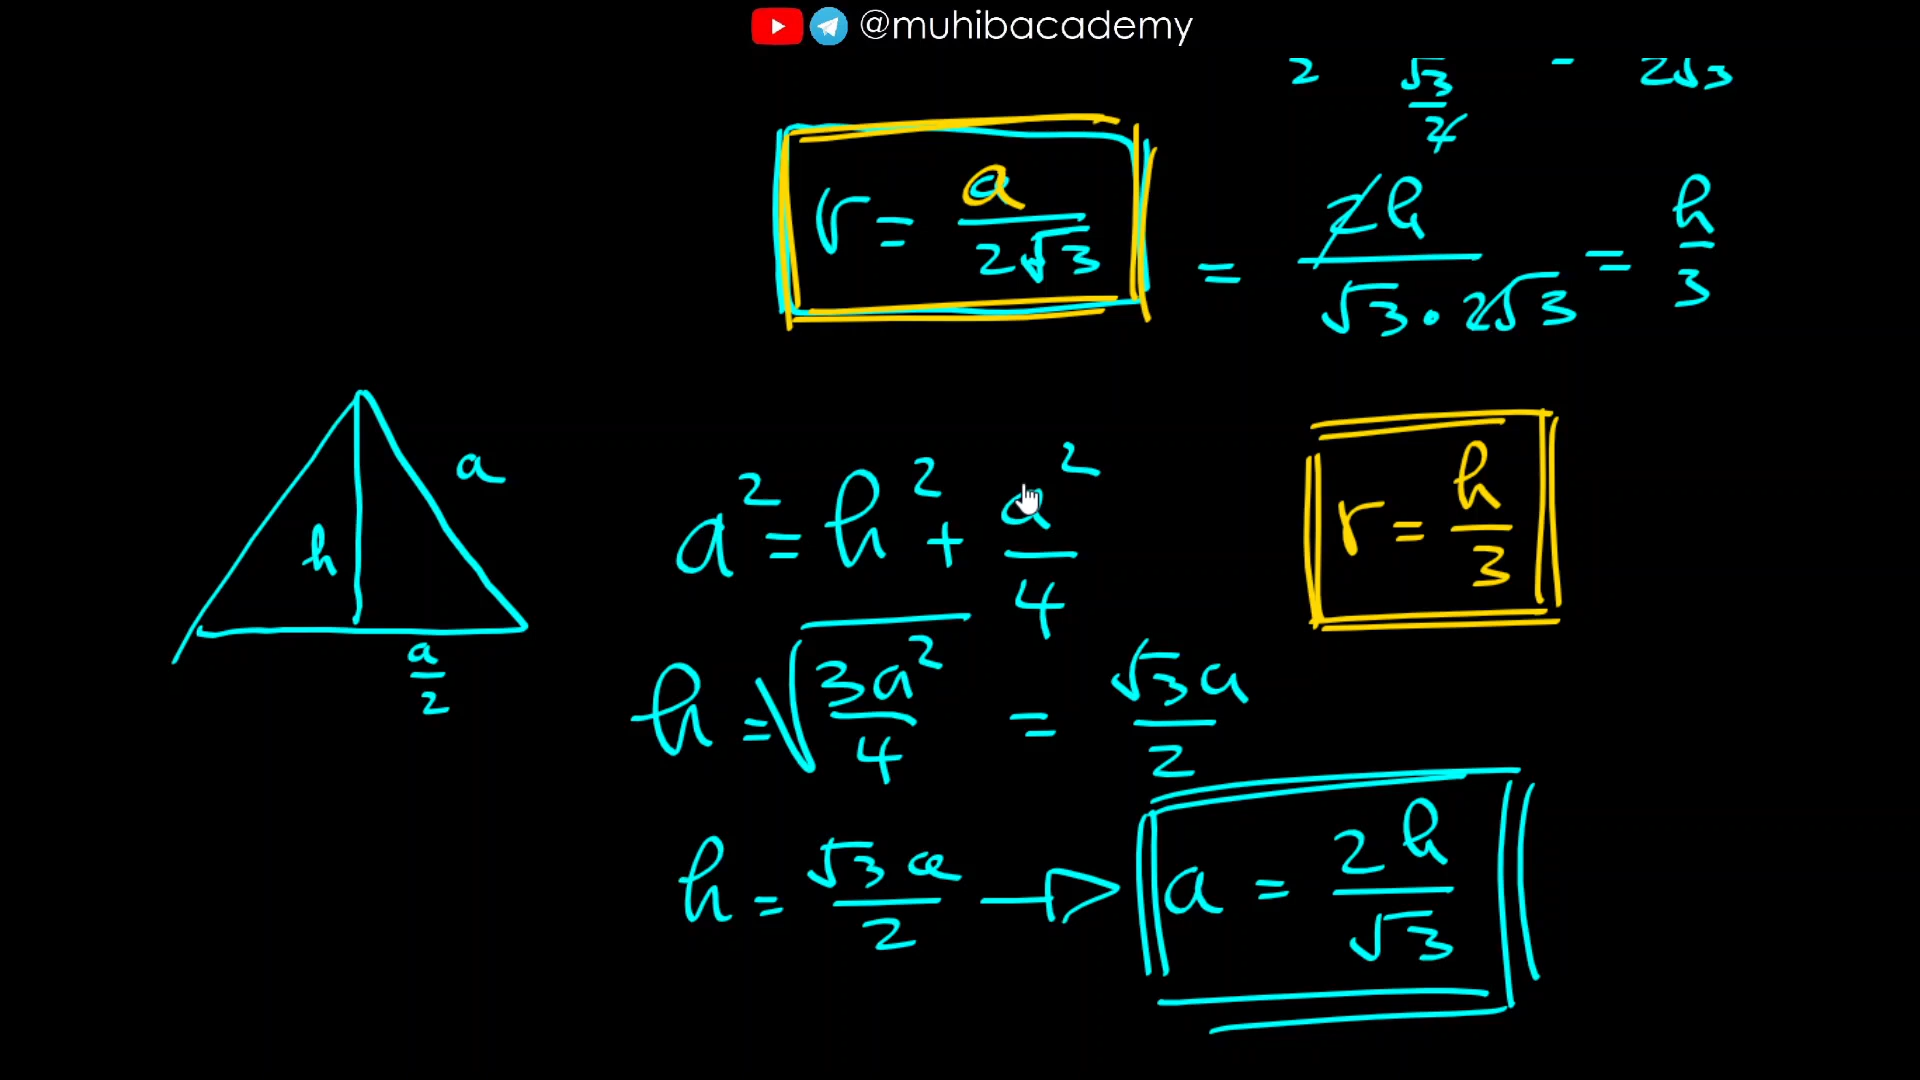 @muhibacademy
2 √3/4 = 2√3
r = a/2√3 = 2h/√3·2√3 = h/3
a
h
a/2
a² = h² + a²/4
r = h/3
h = √3a²/4 = √3a/2
h = √3a/2 → a = 2h/√3